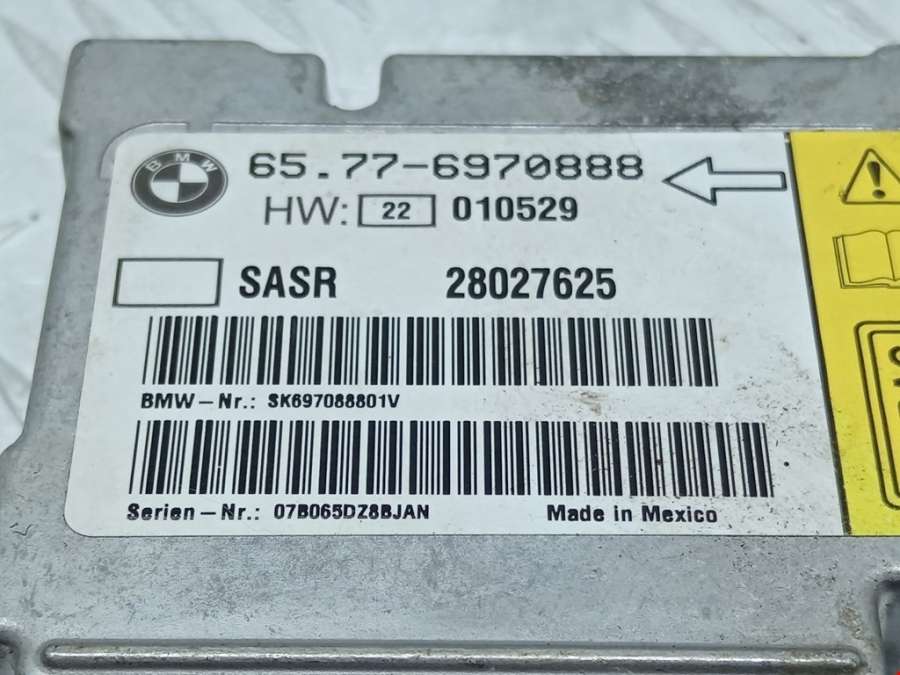 BMW
65.77-6970888
HW: 22 010529
SASR 28027625
BMW-Nr.: SK697088801V
Serien-Nr.: 07B065DZ8BJAN
Made in Mexico